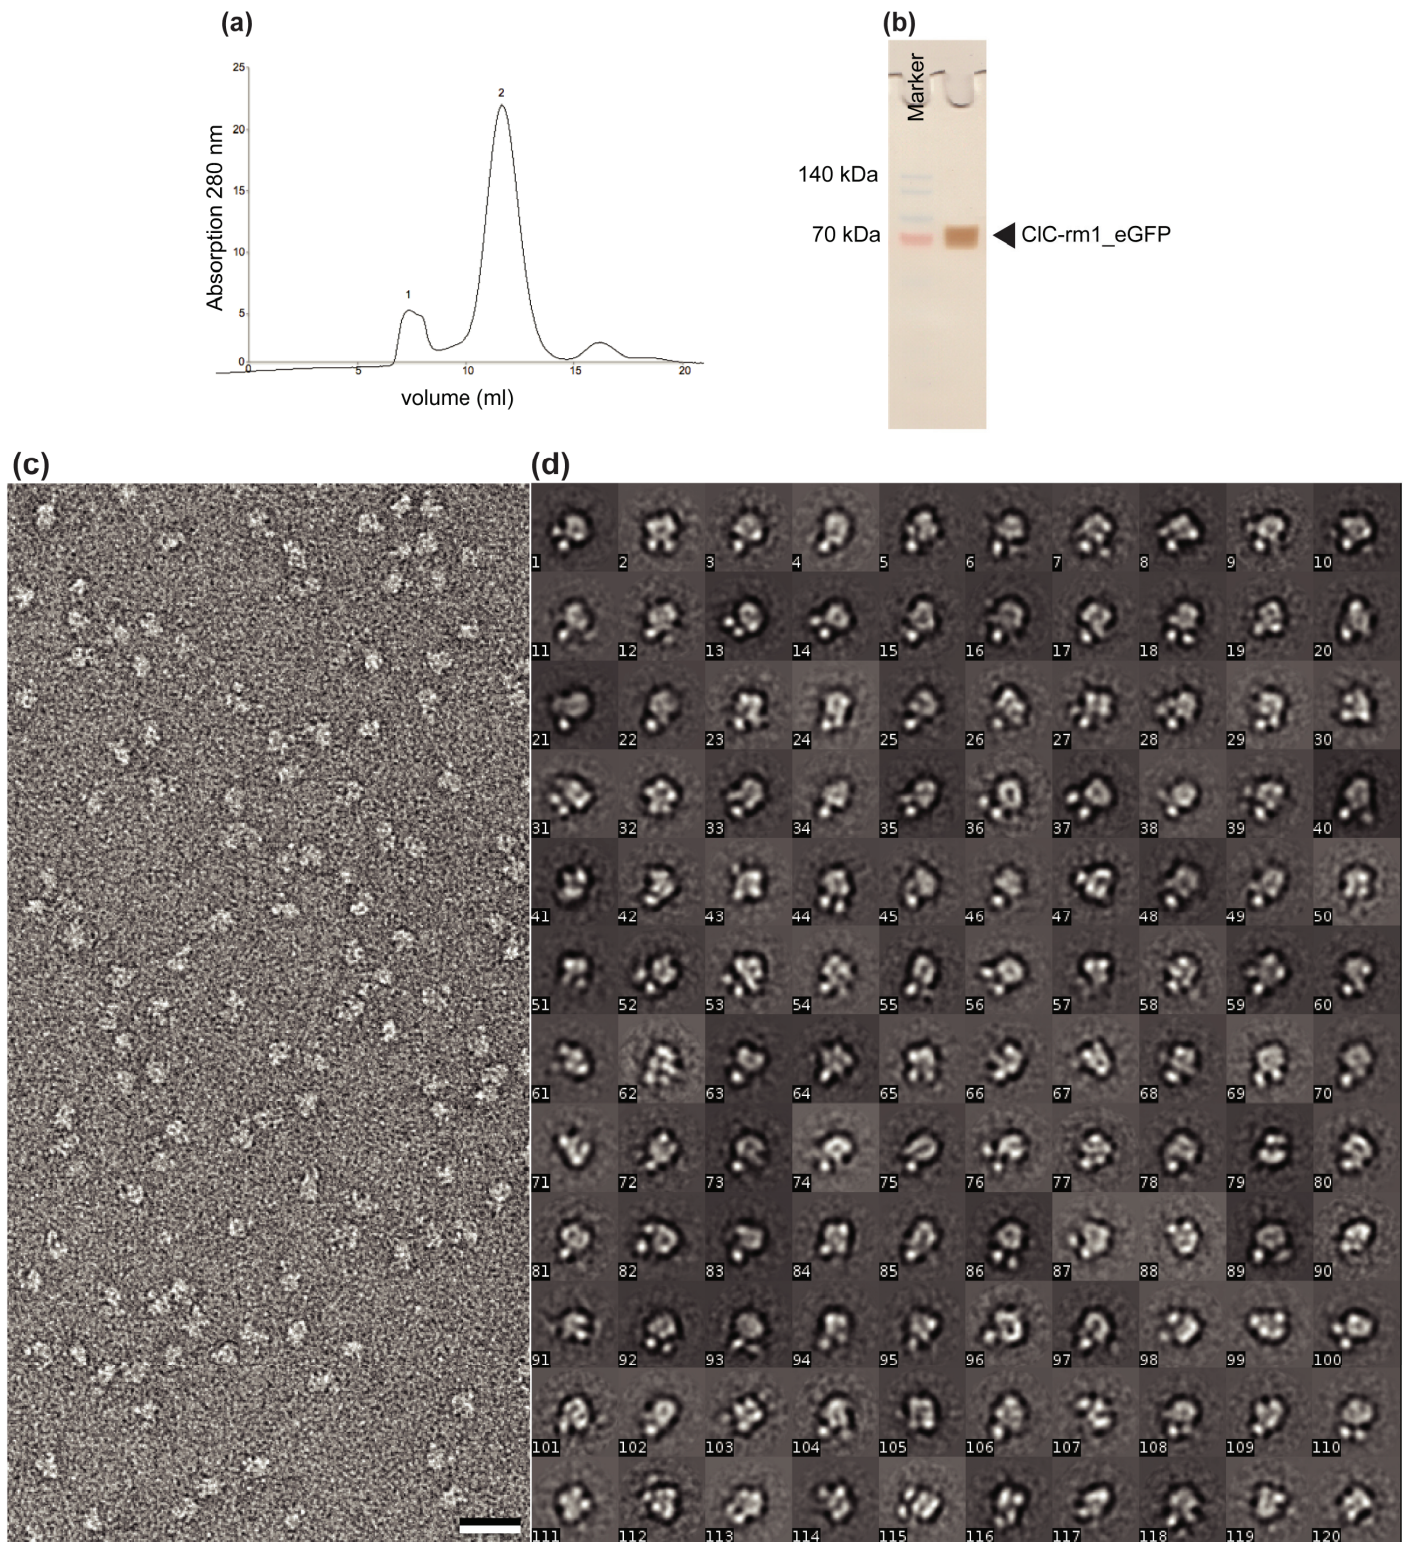 (a)
25
20
15
10
5
0
Absorption 280 nm
1
2
0 5 10 15 20
volume (ml)
(b)
Marker
140 kDa
70 kDa
ClC-rm1_eGFP
(c)
(d)
1 2 3 4 5 6 7 8 9 10
11 12 13 14 15 16 17 18 19 20
21 22 23 24 25 26 27 28 29 30
31 32 33 34 35 36 37 38 39 40
41 42 43 44 45 46 47 48 49 50
51 52 53 54 55 56 57 58 59 60
61 62 63 64 65 66 67 68 69 70
71 72 73 74 75 76 77 78 79 80
81 82 83 84 85 86 87 88 89 90
91 92 93 94 95 96 97 98 99 100
101 102 103 104 105 106 107 108 109 110
111 112 113 114 115 116 117 118 119 120